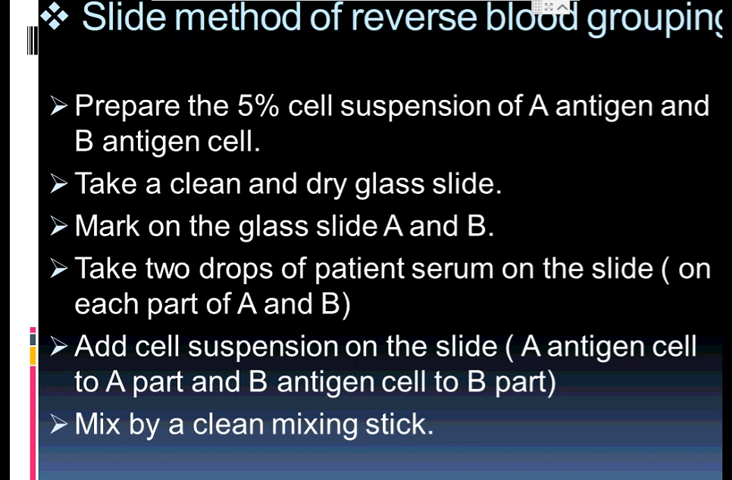 ❖ Slide method of reverse blood grouping
➢ Prepare the 5% cell suspension of A antigen and
B antigen cell.
➢ Take a clean and dry glass slide.
➢ Mark on the glass slide A and B.
➢ Take two drops of patient serum on the slide ( on
each part of A and B)
➢ Add cell suspension on the slide ( A antigen cell
to A part and B antigen cell to B part)
➢ Mix by a clean mixing stick.